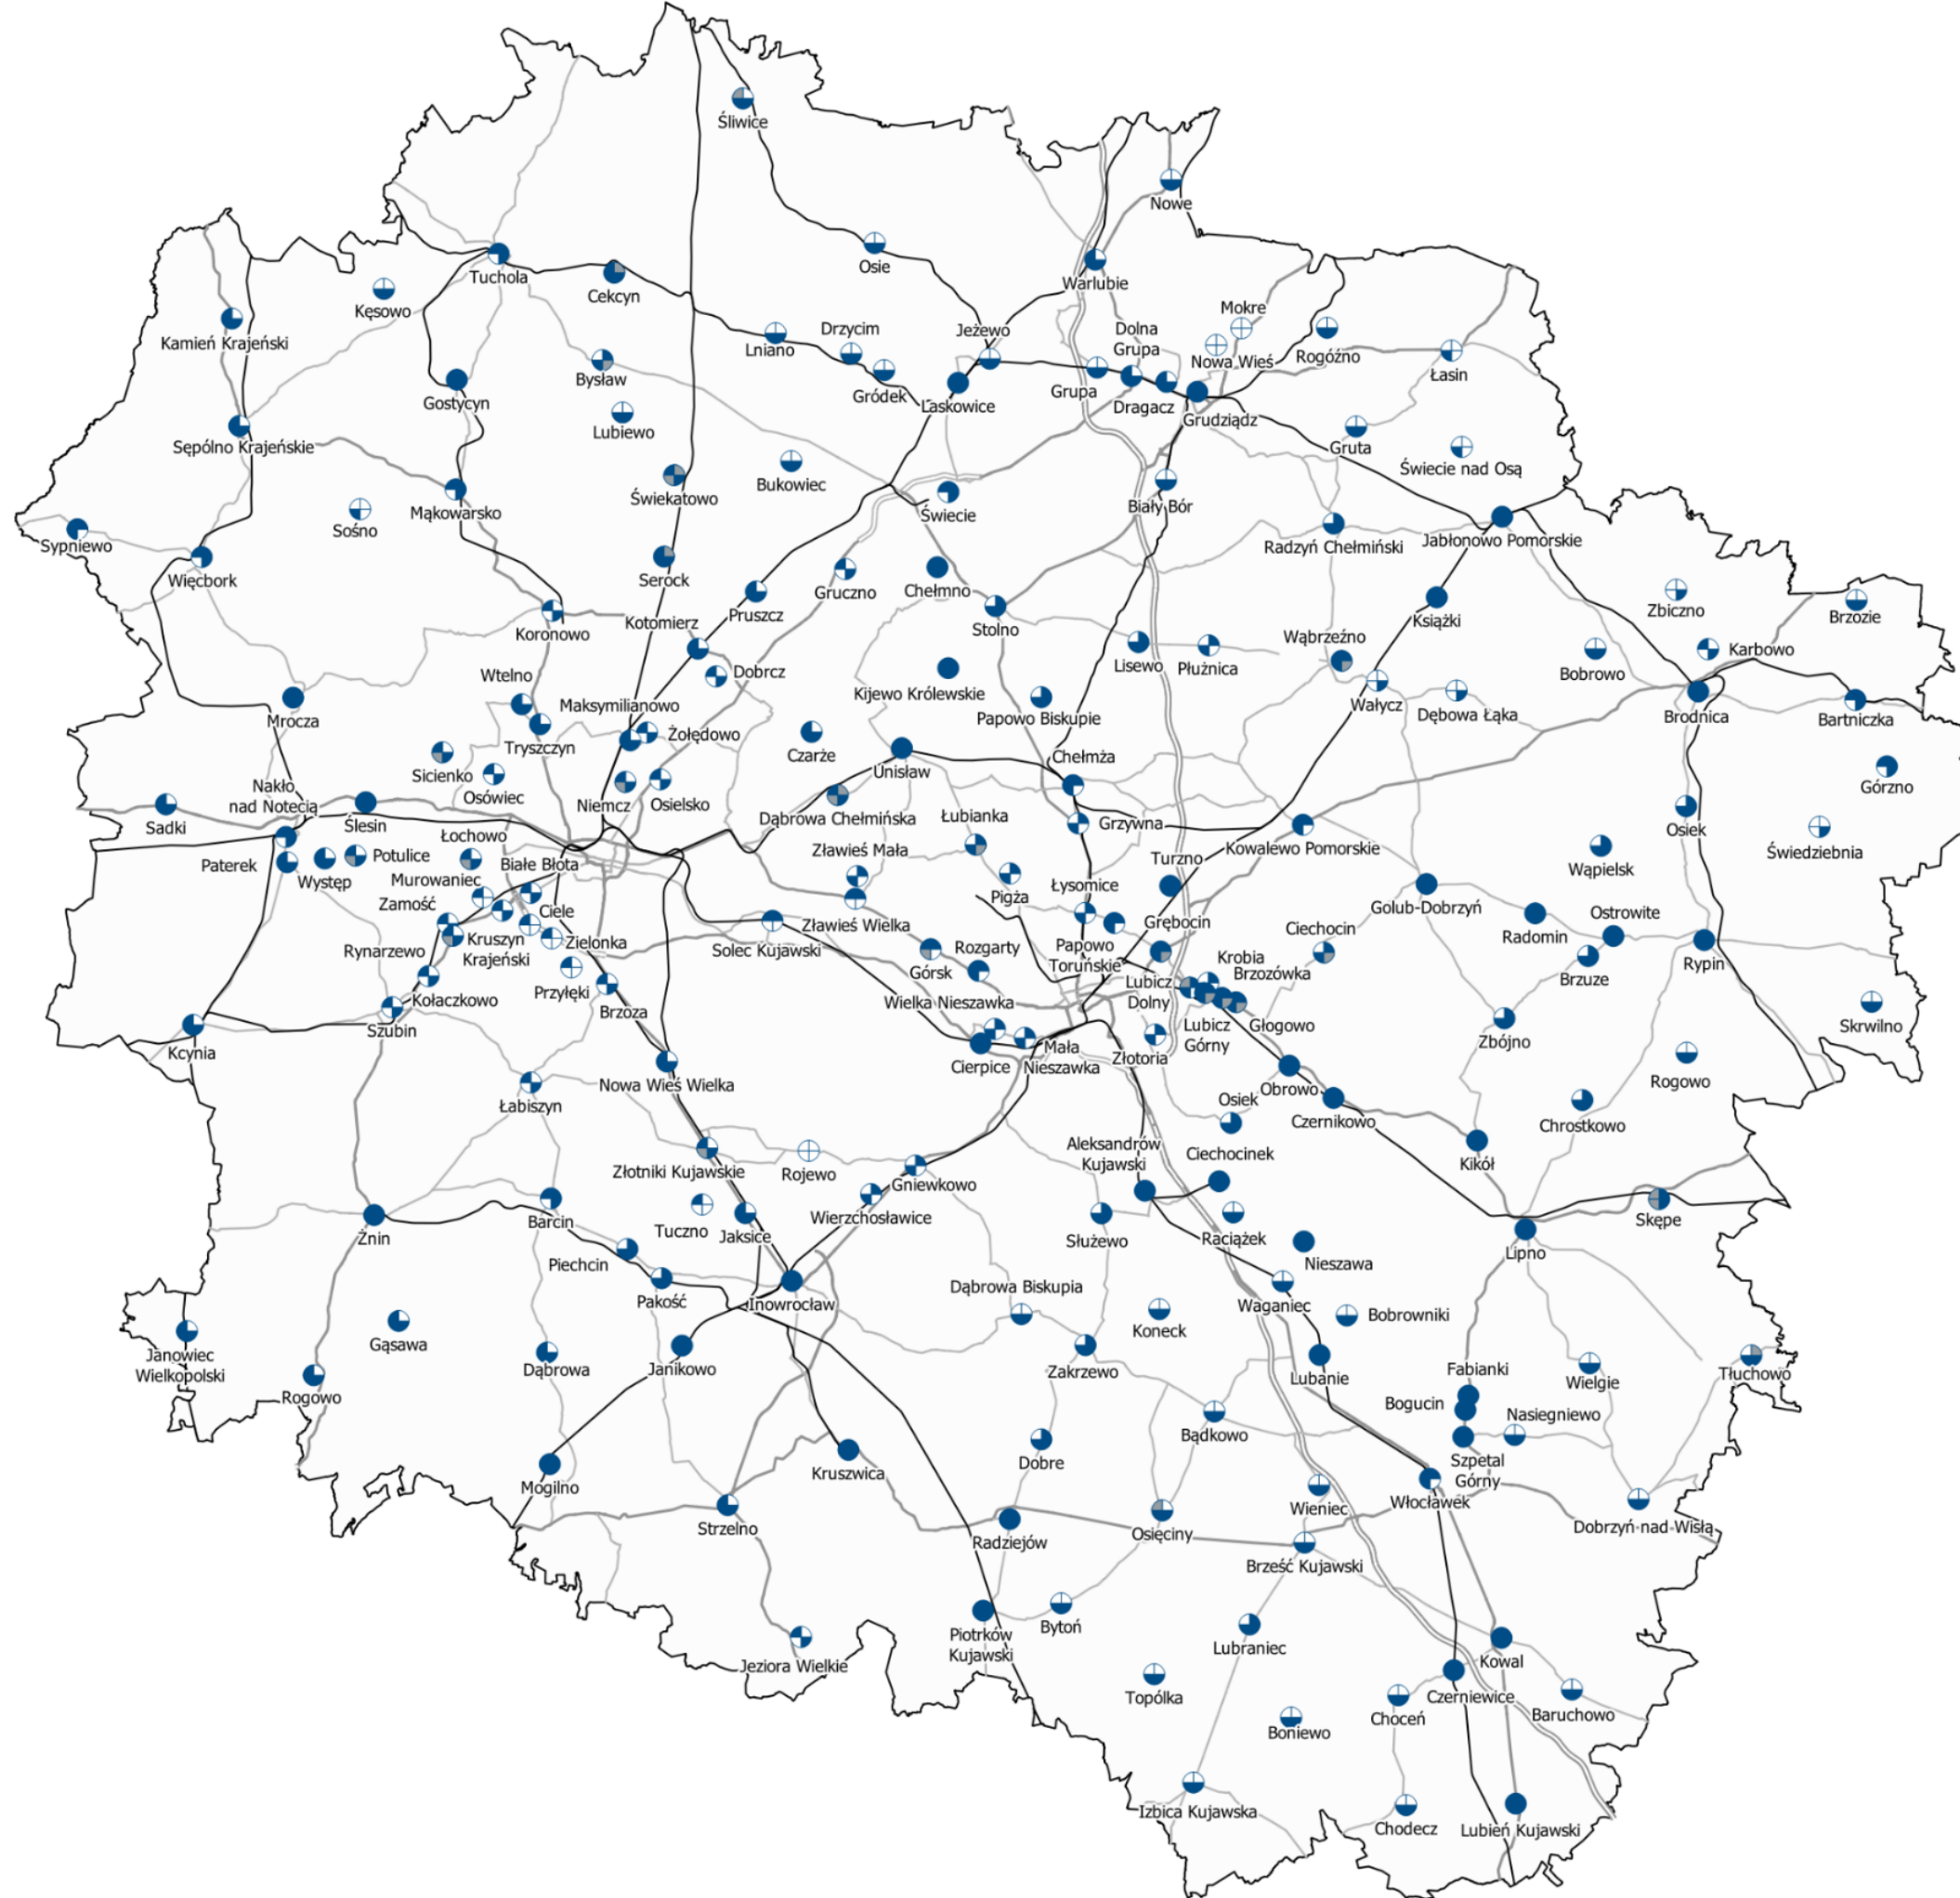 Śliwice
Nowe
Osie
Tuchola
Cekcyn
Warlubie
Kęsowo
Mokre
Kamień Krajeński
Lniano
Drzycim
Jeżewo
Dolna
Grupa
Nowa Wieś
Rogóźno
Łasin
Bysław
Gródek
Laskowice
Grupa
Dragacz
Grudziądz
Gostycyn
Lubiewo
Sępólno Krajeńskie
Gruta
Świecie nad Osą
Bukowiec
Świekatowo
Mąkowarsko
Świecie
Biały Bór
Sośno
Sypniewo
Radzyń Chełmiński
Jabłonowo Pomorskie
Więcbork
Serock
Pruszcz
Gruczno
Chełmno
Stolno
Książki
Zbiczno
Brzozie
Koronowo
Kotomierz
Lisewo
Płużnica
Wąbrzeźno
Bobrowo
Karbowo
Wtelno
Dobrcz
Kijewo Królewskie
Papowo Biskupie
Wałycz
Dębowa Łąka
Brodnica
Bartniczka
Mrocza
Maksymilianowo
Tryszczyn
Żołędowo
Czarże
Unisław
Chełmża
Sicienko
Osówiec
Niemcz
Osielsko
Górzno
Nakło
nad Notecią
Sadki
Ślesin
Dąbrowa Chełmińska
Łubianka
Grzywna
Kowalewo Pomorskie
Osiek
Świedziebnia
Łochowo
Paterek
Występ
Potulice
Białe Błota
Zławieś Mała
Pigża
Łysomice
Turzno
Wąpielsk
Murowaniec
Zamość
Ciele
Zławieś Wielka
Grębocin
Ciechocin
Golub-Dobrzyń
Radomin
Ostrowite
Rynarzewo
Kruszyn
Krajeński
Zielonka
Solec Kujawski
Górsk
Rozgarty
Papowo
Toruńskie
Krobia
Brzozówka
Brzuze
Rypin
Kołaczkowo
Przyłęki
Brzoza
Wielka Nieszawka
Lubicz
Dolny
Lubicz
Górny
Głogowo
Zbójno
Skrwilno
Szubin
Kcynia
Cierpice
Mała
Nieszawka
Złotoria
Obrowo
Rogowo
Łabiszyn
Nowa Wieś Wielka
Osiek
Czernikowo
Chrostkowo
Złotniki Kujawskie
Rojewo
Gniewkowo
Aleksandrów
Kujawski
Ciechocinek
Kikół
Żnin
Barcin
Tuczno
Jaksice
Wierzchosławice
Służewo
Raciążek
Lipno
Skępe
Piechcin
Pakość
Inowrocław
Dąbrowa Biskupia
Koneck
Nieszawa
Waganiec
Bobrowniki
Janowiec
Wielkopolski
Gąsawa
Rogowo
Dąbrowa
Janikowo
Zakrzewo
Lubanie
Fabianki
Wielgie
Tłuchowo
Bogucin
Nasiegniewo
Bądkowo
Dobre
Kruszwica
Mogilno
Szpetal
Górny
Wieniec
Włocławek
Dobrzyń nad Wisłą
Strzelno
Radziejów
Osięciny
Brześć Kujawski
Piotrków
Kujawski
Bytoń
Lubraniec
Jeziora Wielkie
Kowal
Topólka
Boniewo
Choceń
Czerniewice
Baruchowo
Izbica Kujawska
Chodecz
Lubień Kujawski